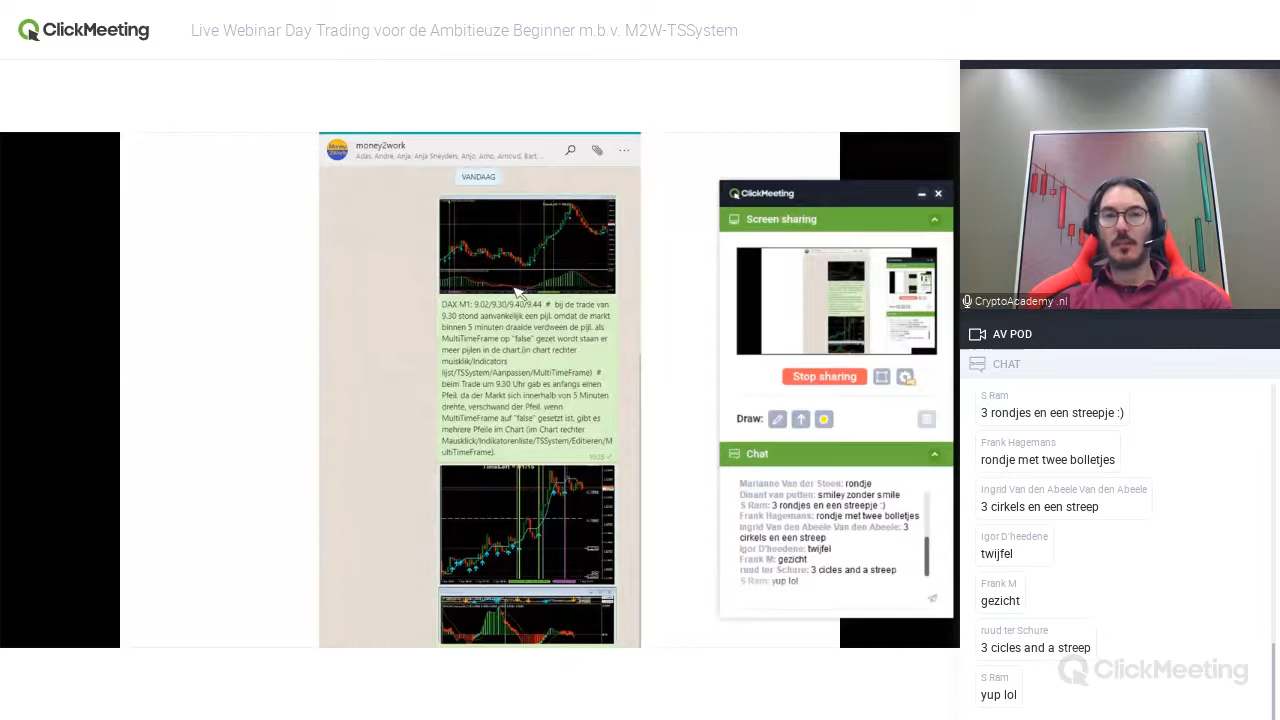 ClickMeeting
Live Webinar Day Trading voor de Ambitieuze Beginner m.b.v. M2W-TSSystem
money2work
Adas, Andre, Anja, Anja Sneyders, Anjo, Arno, Arnoud, Bart, ...
VANDAAG
DAX M1: 9.02/9.30/9.40/9.44 # bij de trade van
9.30 stond aanvankelijk een pijl. omdat de markt
binnen 5 minuten draaide verdween de pijl. als
MultiTimeFrame op "false" gezet wordt staan er
meer pijlen in de chart.(in chart rechter
muisklik/Indicators
lijst/TSSystem/Aanpassen/MultiTimeFrame) #
beim Trade um 9.30 Uhr gab es anfangs einen
Pfeil. da der Markt sich innerhalb von 5 Minuten
drehte, verschwand der Pfeil. wenn
MultiTimeFrame auf "false" gesetzt ist, gibt es
mehrere Pfeile im Chart (im Chart rechter
Mausklick/Indikatorenliste/TSSystem/Editieren/M
ultiTimeFrame).
10:35
ClickMeeting
Screen sharing
Stop sharing
Draw:
Chat
Marianne Van der Steen: rondje
Dinant van putten: smiley zonder smile
S Ram: 3 rondjes en een streepje :)
Frank Hagemans: rondje met twee bolletjes
Ingrid Van den Abeele Van den Abeele: 3
cirkels en een streep
Igor D'heedene: twijfel
Frank M: gezicht
ruud ter Schure: 3 cicles and a streep
S Ram: yup lol
CryptoAcademy .nl
AV POD
CHAT
S Ram
3 rondjes en een streepje :)
Frank Hagemans
rondje met twee bolletjes
Ingrid Van den Abeele Van den Abeele
3 cirkels en een streep
Igor D'heedene
twijfel
Frank M
gezicht
ruud ter Schure
3 cicles and a streep
S Ram
yup lol
ClickMeeting